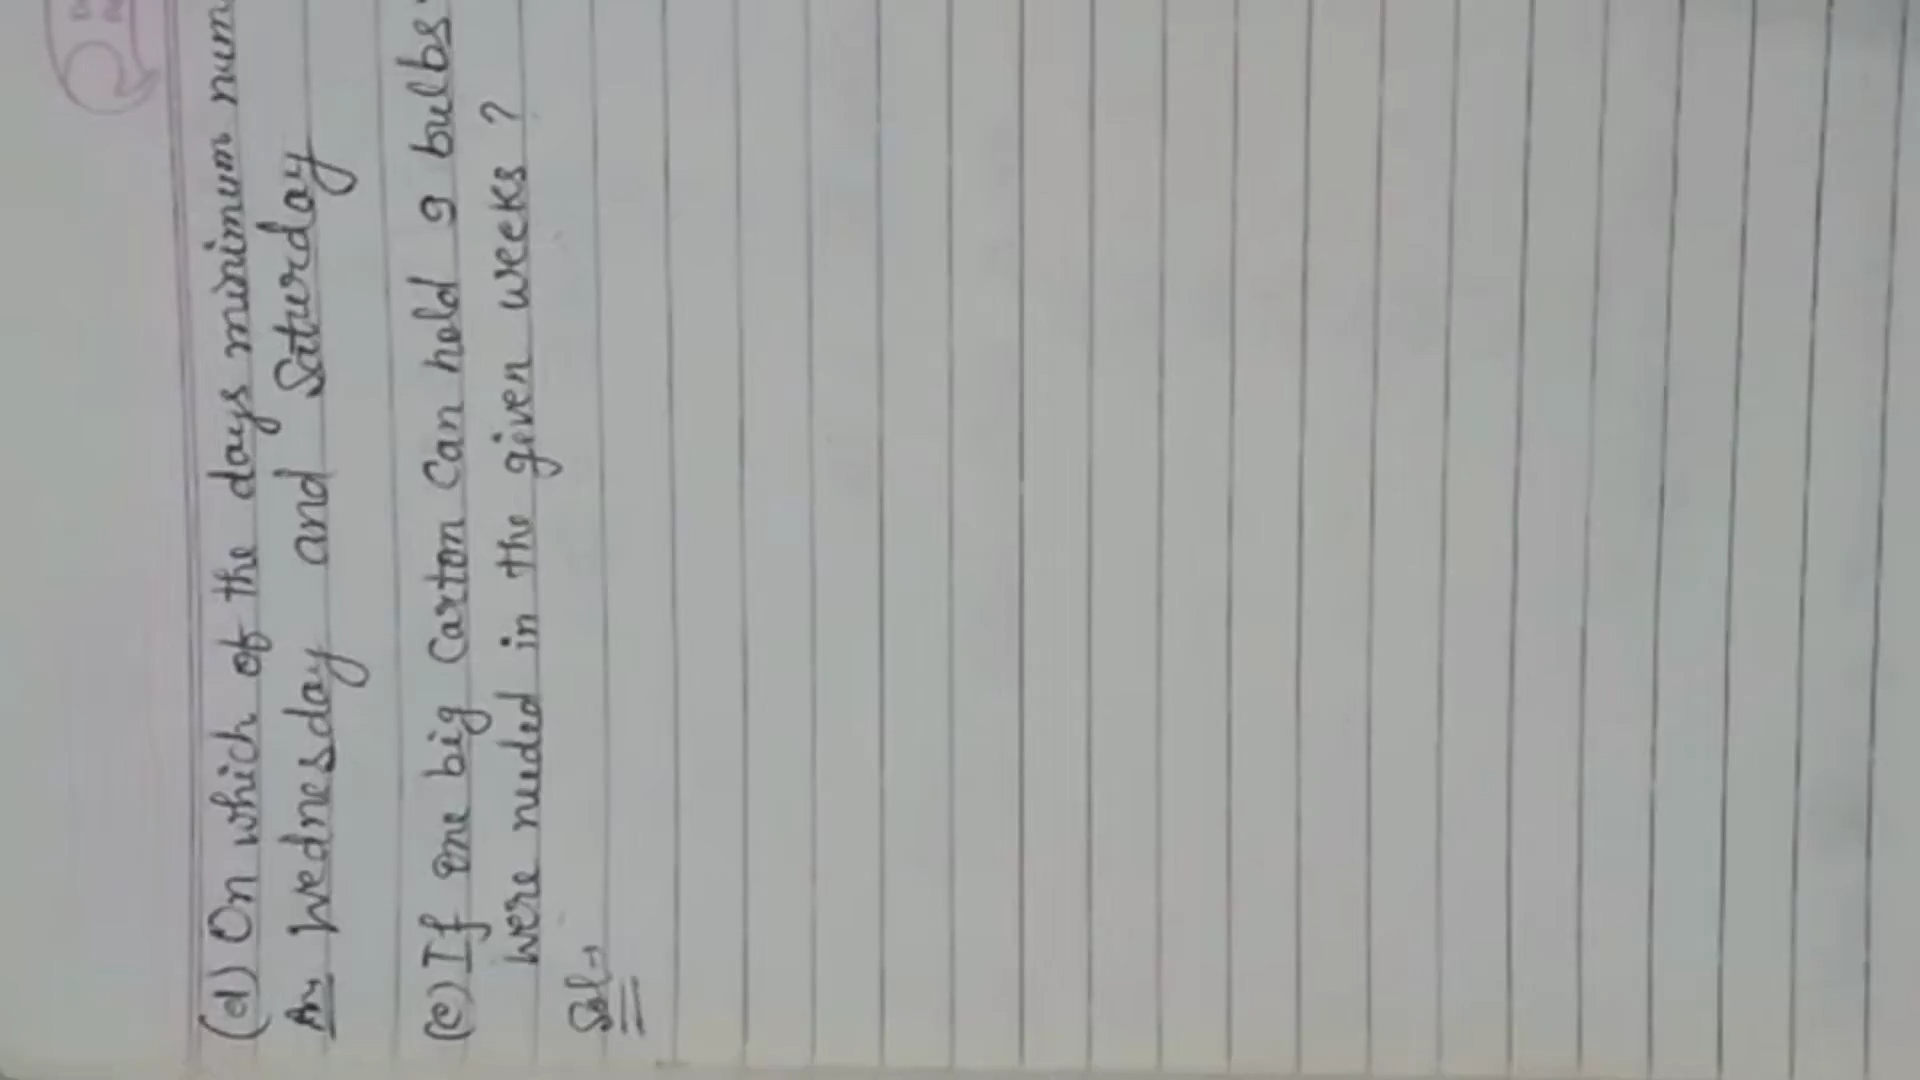 (d) On which of the days minimum num
Ans Wednesday and Saturday
(e) If one big Carton Can hold 9 bulbs.
were needed in the given weeks ?
Sol→